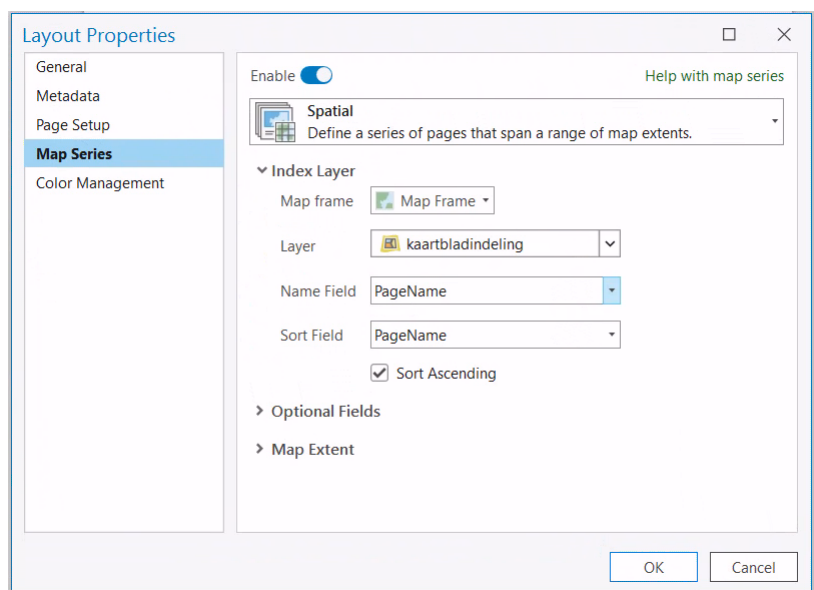 Layout Properties
General
Metadata
Page Setup
Map Series
Color Management
Enable
Help with map series
Spatial
Define a series of pages that span a range of map extents.
Index Layer
Map frame
Map Frame
Layer
kaartbladindeling
Name Field
PageName
Sort Field
PageName
Sort Ascending
Optional Fields
Map Extent
OK
Cancel